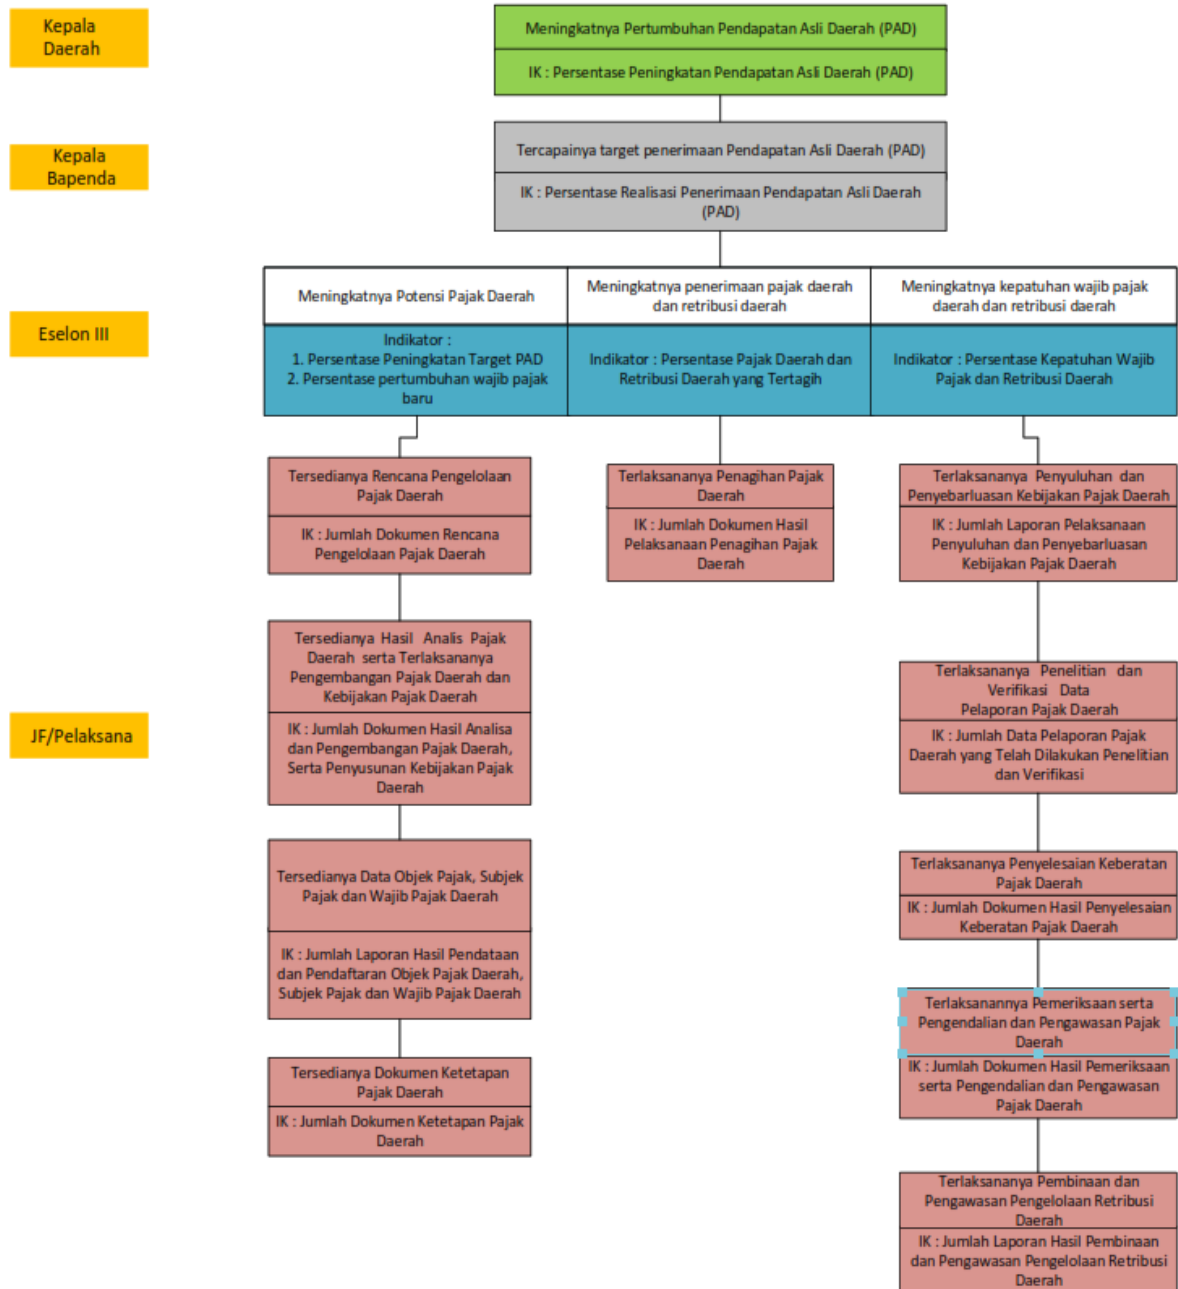 Kepala
Daerah
Meningkatnya Pertumbuhan Pendapatan Asli Daerah (PAD)
IK : Persentase Peningkatan Pendapatan Asli Daerah (PAD)
Kepala
Bapenda
Tercapainya target penerimaan Pendapatan Asli Daerah (PAD)
IK : Persentase Realisasi Penerimaan Pendapatan Asli Daerah
(PAD)
Eselon III
Meningkatnya Potensi Pajak Daerah
Indikator :
1. Persentase Peningkatan Target PAD
2. Persentase pertumbuhan wajib pajak
baru
Meningkatnya penerimaan pajak daerah
dan retribusi daerah
Indikator : Persentase Pajak Daerah dan
Retribusi Daerah yang Tertagih
Meningkatnya kepatuhan wajib pajak
daerah dan retribusi daerah
Indikator : Persentase Kepatuhan Wajib
Pajak dan Retribusi Daerah
JF/Pelaksana
Tersedianya Rencana Pengelolaan
Pajak Daerah
IK : Jumlah Dokumen Rencana
Pengelolaan Pajak Daerah
Tersedianya Hasil Analis Pajak
Daerah serta Terlaksananya
Pengembangan Pajak Daerah dan
Kebijakan Pajak Daerah
IK : Jumlah Dokumen Hasil Analisa
dan Pengembangan Pajak Daerah,
Serta Penyusunan Kebijakan Pajak
Daerah
Tersedianya Data Objek Pajak, Subjek
Pajak dan Wajib Pajak Daerah
IK : Jumlah Laporan Hasil Pendataan
dan Pendaftaran Objek Pajak Daerah,
Subjek Pajak dan Wajib Pajak Daerah
Tersedianya Dokumen Ketetapan
Pajak Daerah
IK : Jumlah Dokumen Ketetapan Pajak
Daerah
Terlaksananya Penagihan Pajak
Daerah
IK : Jumlah Dokumen Hasil
Pelaksanaan Penagihan Pajak
Daerah
Terlaksananya Penyuluhan dan
Penyebarluasan Kebijakan Pajak Daerah
IK : Jumlah Laporan Pelaksanaan
Penyuluhan dan Penyebarluasan
Kebijakan Pajak Daerah
Terlaksananya Penelitian dan
Verifikasi Data
Pelaporan Pajak Daerah
IK : Jumlah Data Pelaporan Pajak
Daerah yang Telah Dilakukan Penelitian
dan Verifikasi
Terlaksananya Penyelesaian Keberatan
Pajak Daerah
IK : Jumlah Dokumen Hasil Penyelesaian
Keberatan Pajak Daerah
Terlaksanannya Pemeriksaan serta
Pengendalian dan Pengawasan Pajak
Daerah
IK : Jumlah Dokumen Hasil Pemeriksaan
serta Pengendalian dan Pengawasan
Pajak Daerah
Terlaksananya Pembinaan dan
Pengawasan Pengelolaan Retribusi
Daerah
IK : Jumlah Laporan Hasil Pembinaan
dan Pengawasan Pengelolaan Retribusi
Daerah